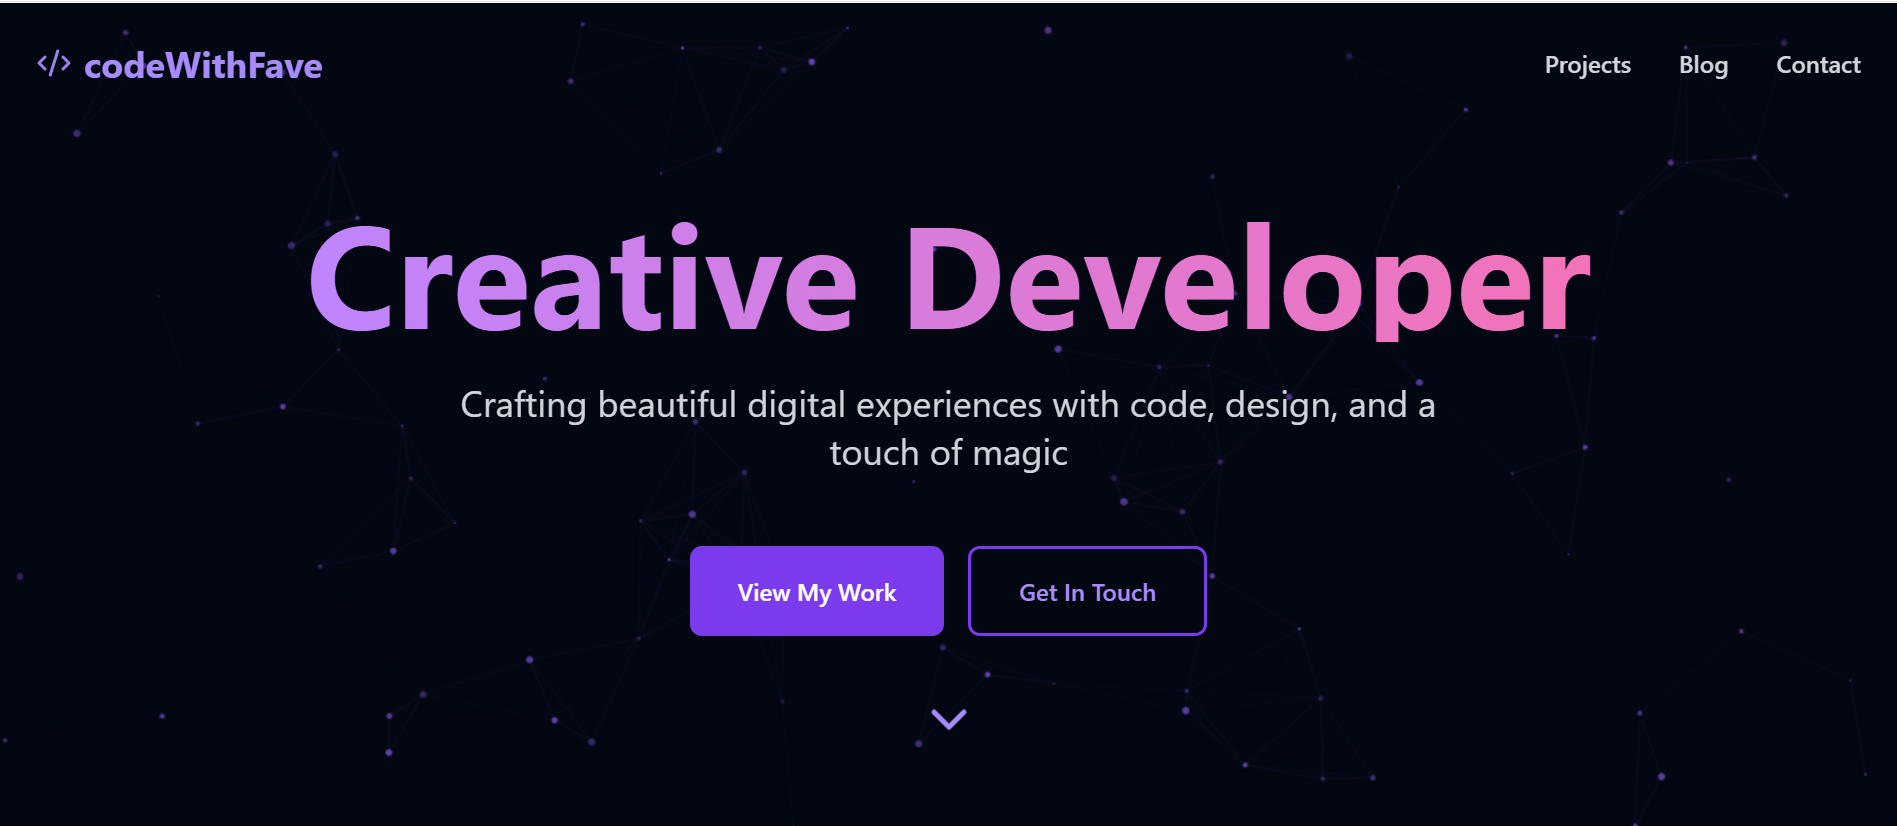 </> codeWithFave
Projects Blog Contact
Creative Developer
Crafting beautiful digital experiences with code, design, and a
touch of magic
View My Work
Get In Touch